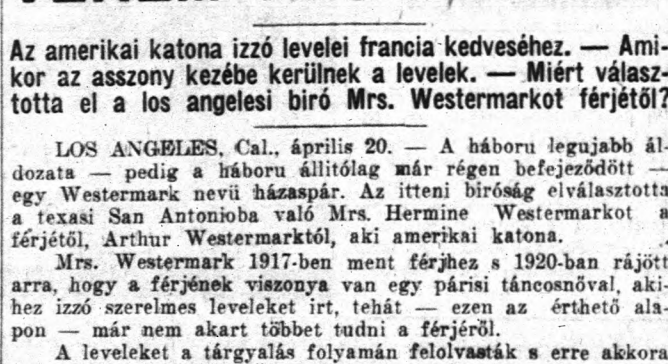 Az amerikai katona izzó levelei francia kedveséhez. — Ami-
kor az asszony kezébe kerülnek a levelek. — Miért válasz-
totta el a los angelesi biró Mrs. Westermarkot férjétől?
LOS ANGELES, Cal., április 20. — A háboru legujabb ál-
dozata — pedig a háboru állitólag már régen befejeződött —
egy Westermark nevü házaspár. Az itteni biróság elválasztotta
a texasi San Antonioba való Mrs. Hermine Westermarkot a
férjétől, Arthur Westermarktól, aki amerikai katona.
Mrs. Westermark 1917-ben ment férjhez s 1920-ban rájött
arra, hogy a férjének viszonya van egy párisi táncosnőval, aki-
hez izzó szerelmes leveleket irt, tehát — ezen az érthető ala-
pon — már nem akart többet tudni a férjéről.
A leveleket a tárgyalás folyamán felolvasták s erre akkor